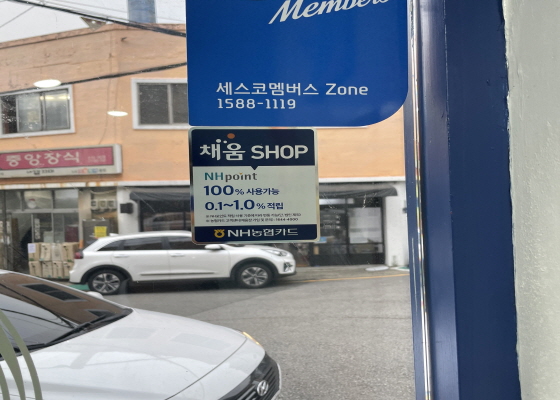 Members
세스코멤버스 Zone
1588-1119
채움 SHOP
NHpoint
100% 사용가능
0.1~1.0% 적립
NH농협카드
중앙장식